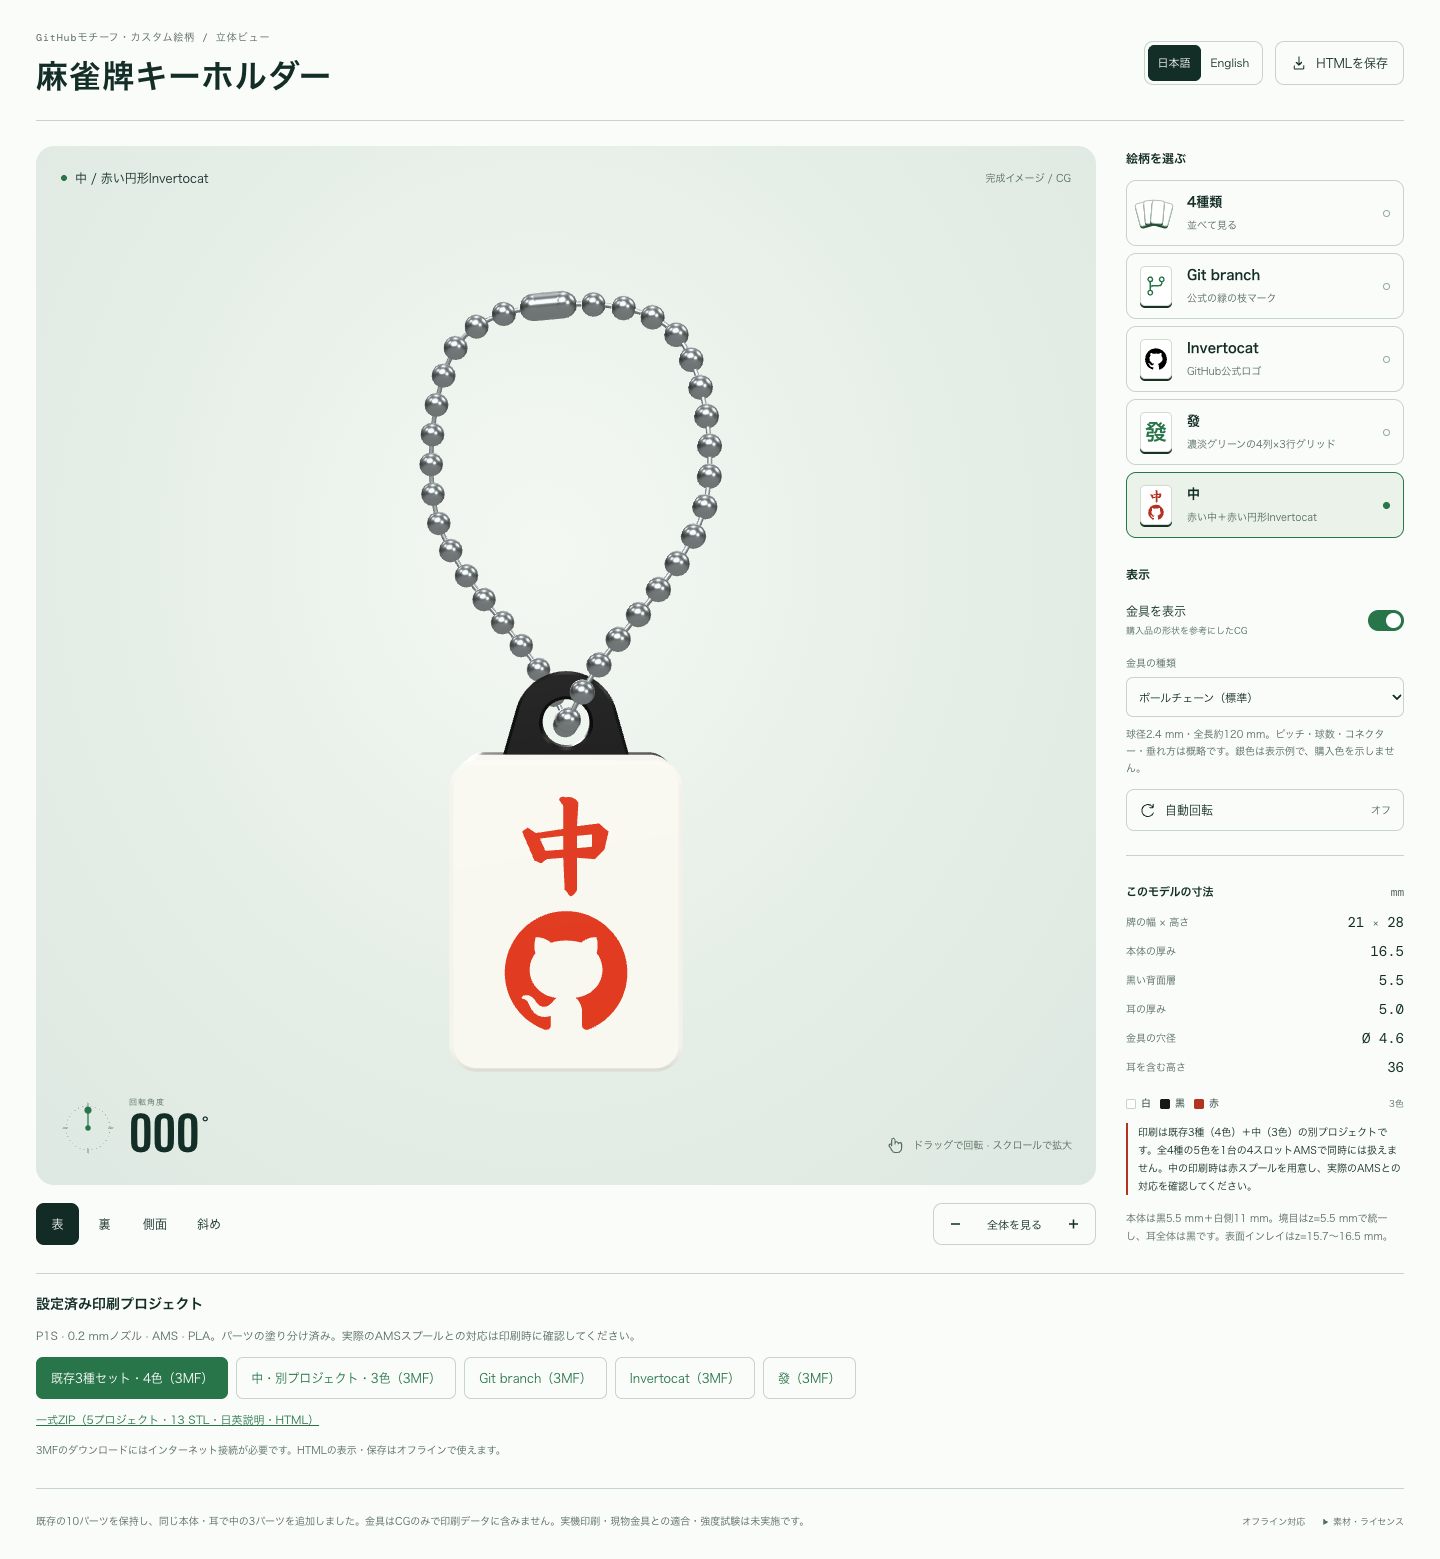 GitHubモチーフ・カスタム絵柄 / 立体ビュー
麻雀牌キーホルダー
日本語 English
HTMLを保存
中 / 赤い円形Invertocat
完成イメージ / CG
中
回転角度
000°
ドラッグで回転 · スクロールで拡大
表 裏 側面 斜め
− 全体を見る +
絵柄を選ぶ
4種類
並べて見る
Git branch
公式の緑の枝マーク
Invertocat
GitHub公式ロゴ
發
發
濃淡グリーンの4列×3行グリッド
中
中
赤い中＋赤い円形Invertocat
表示
金具を表示
購入品の形状を参考にしたCG
金具の種類
ボールチェーン（標準）
球径2.4 mm・全長約120 mm。ピッチ・球数・コネクタ
ー・垂れ方は概略です。銀色は表示例で、購入色を示しませ
ん。
自動回転 オフ
このモデルの寸法 mm
牌の幅 × 高さ 21 × 28
本体の厚み 16.5
黒い背面層 5.5
耳の厚み 5.0
金具の穴径 Ø 4.6
耳を含む高さ 36
白 黒 赤 3色
印刷は既存3種（4色）＋中（3色）の別プロジェクトで
す。全4種の5色を1台の4スロットAMSで同時には扱えま
せん。中の印刷時は赤スプールを用意し、実際のAMSとの
対応を確認してください。
本体は黒5.5 mm＋白側11 mm。境目はz=5.5 mmで統一
し、耳全体は黒です。表面インレイはz=15.7〜16.5 mm。
設定済み印刷プロジェクト
P1S · 0.2 mmノズル · AMS · PLA。パーツの塗り分け済み。実際のAMSスプールとの対応は印刷時に確認してください。
既存3種セット・4色（3MF） 中・別プロジェクト・3色（3MF） Git branch（3MF） Invertocat（3MF） 發（3MF）
一式ZIP（5プロジェクト・13 STL・日英説明・HTML）
3MFのダウンロードにはインターネット接続が必要です。HTMLの表示・保存はオフラインで使えます。
既存の10パーツを保持し、同じ本体・耳で中の3パーツを追加しました。金具はCGのみで印刷データに含みません。実機印刷・現物金具との適合・強度試験は未実施です。
オフライン対応 ▶ 素材・ライセンス